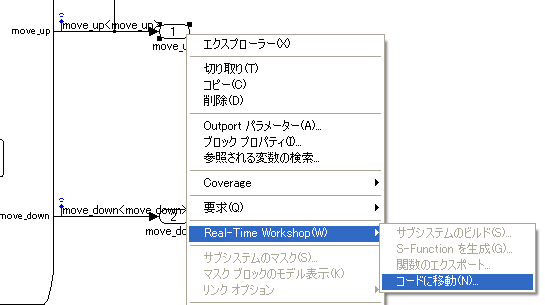 move_up
move_up<move_up>
1
move_u
エクスプローラー(X)
切り取り(T)
コピー(C)
削除(D)
Outport パラメーター(A)...
ブロック プロパティ(I)...
参照される変数の検索...
Coverage
要求(Q)
Real-Time Workshop(W)
サブシステムのマスク(S)...
マスク ブロックのモデル表示(K)
リンク オプション
move_down
move_down<move_down>
2
move_do
サブシステムのビルド(S)...
S-Function を生成(G)...
関数のエクスポート...
コードに移動(N)...